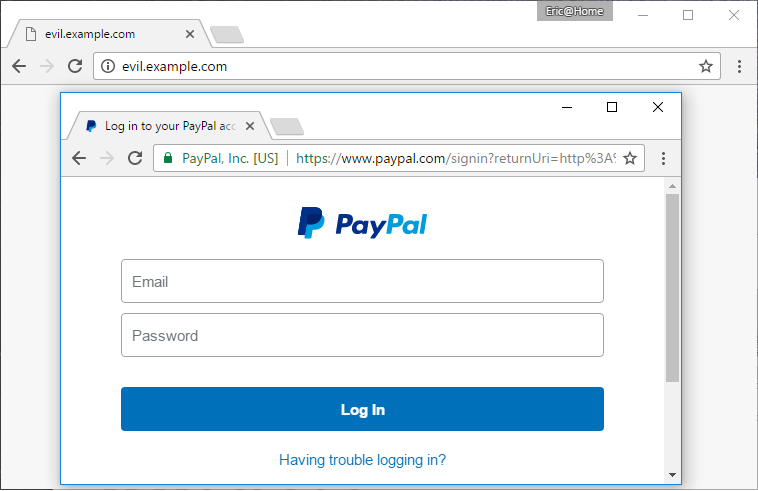 Eric@Home
evil.example.com
evil.example.com
Log in to your PayPal acc
PayPal, Inc. [US] https://www.paypal.com/signin?returnUri=http%3A%
PayPal
Email
Password
Log In
Having trouble logging in?